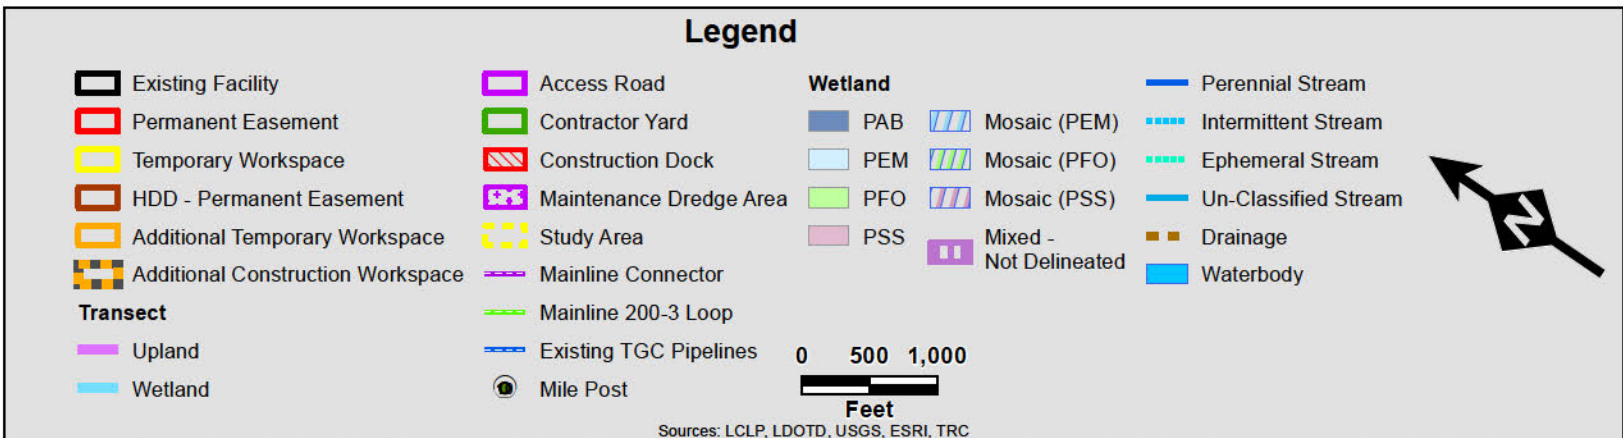 Legend
Existing Facility
Permanent Easement
Temporary Workspace
HDD - Permanent Easement
Additional Temporary Workspace
Additional Construction Workspace
Transect
Upland
Wetland
Access Road
Contractor Yard
Construction Dock
Maintenance Dredge Area
Study Area
Mainline Connector
Mainline 200-3 Loop
Existing TGC Pipelines
Mile Post
Wetland
PAB
PEM
PFO
PSS
Mosaic (PEM)
Mosaic (PFO)
Mosaic (PSS)
Mixed -
Not Delineated
0 500 1,000
Feet
Perennial Stream
Intermittent Stream
Ephemeral Stream
Un-Classified Stream
Drainage
Waterbody
N
Sources: LCLP, LDOTD, USGS, ESRI, TRC